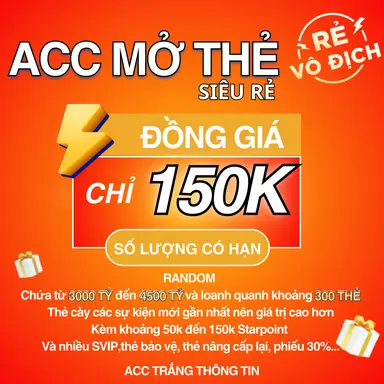 ACC MỞ THẺ
SIÊU RẺ
RẺ
VÔ ĐỊCH
ĐỒNG GIÁ
CHỈ 150K
SỐ LƯỢNG CÓ HẠN
RANDOM
Chứa từ 3000 TỶ đến 4500 TỶ và loanh quanh khoảng 300 THẺ
Thẻ cày các sự kiện mới gần nhất nên giá trị cao hơn
Kèm khoảng 50k đến 150k Starpoint
Và nhiều SVIP,thẻ bảo vệ, thẻ nâng cấp lại, phiếu 30%...
ACC TRẮNG THÔNG TIN